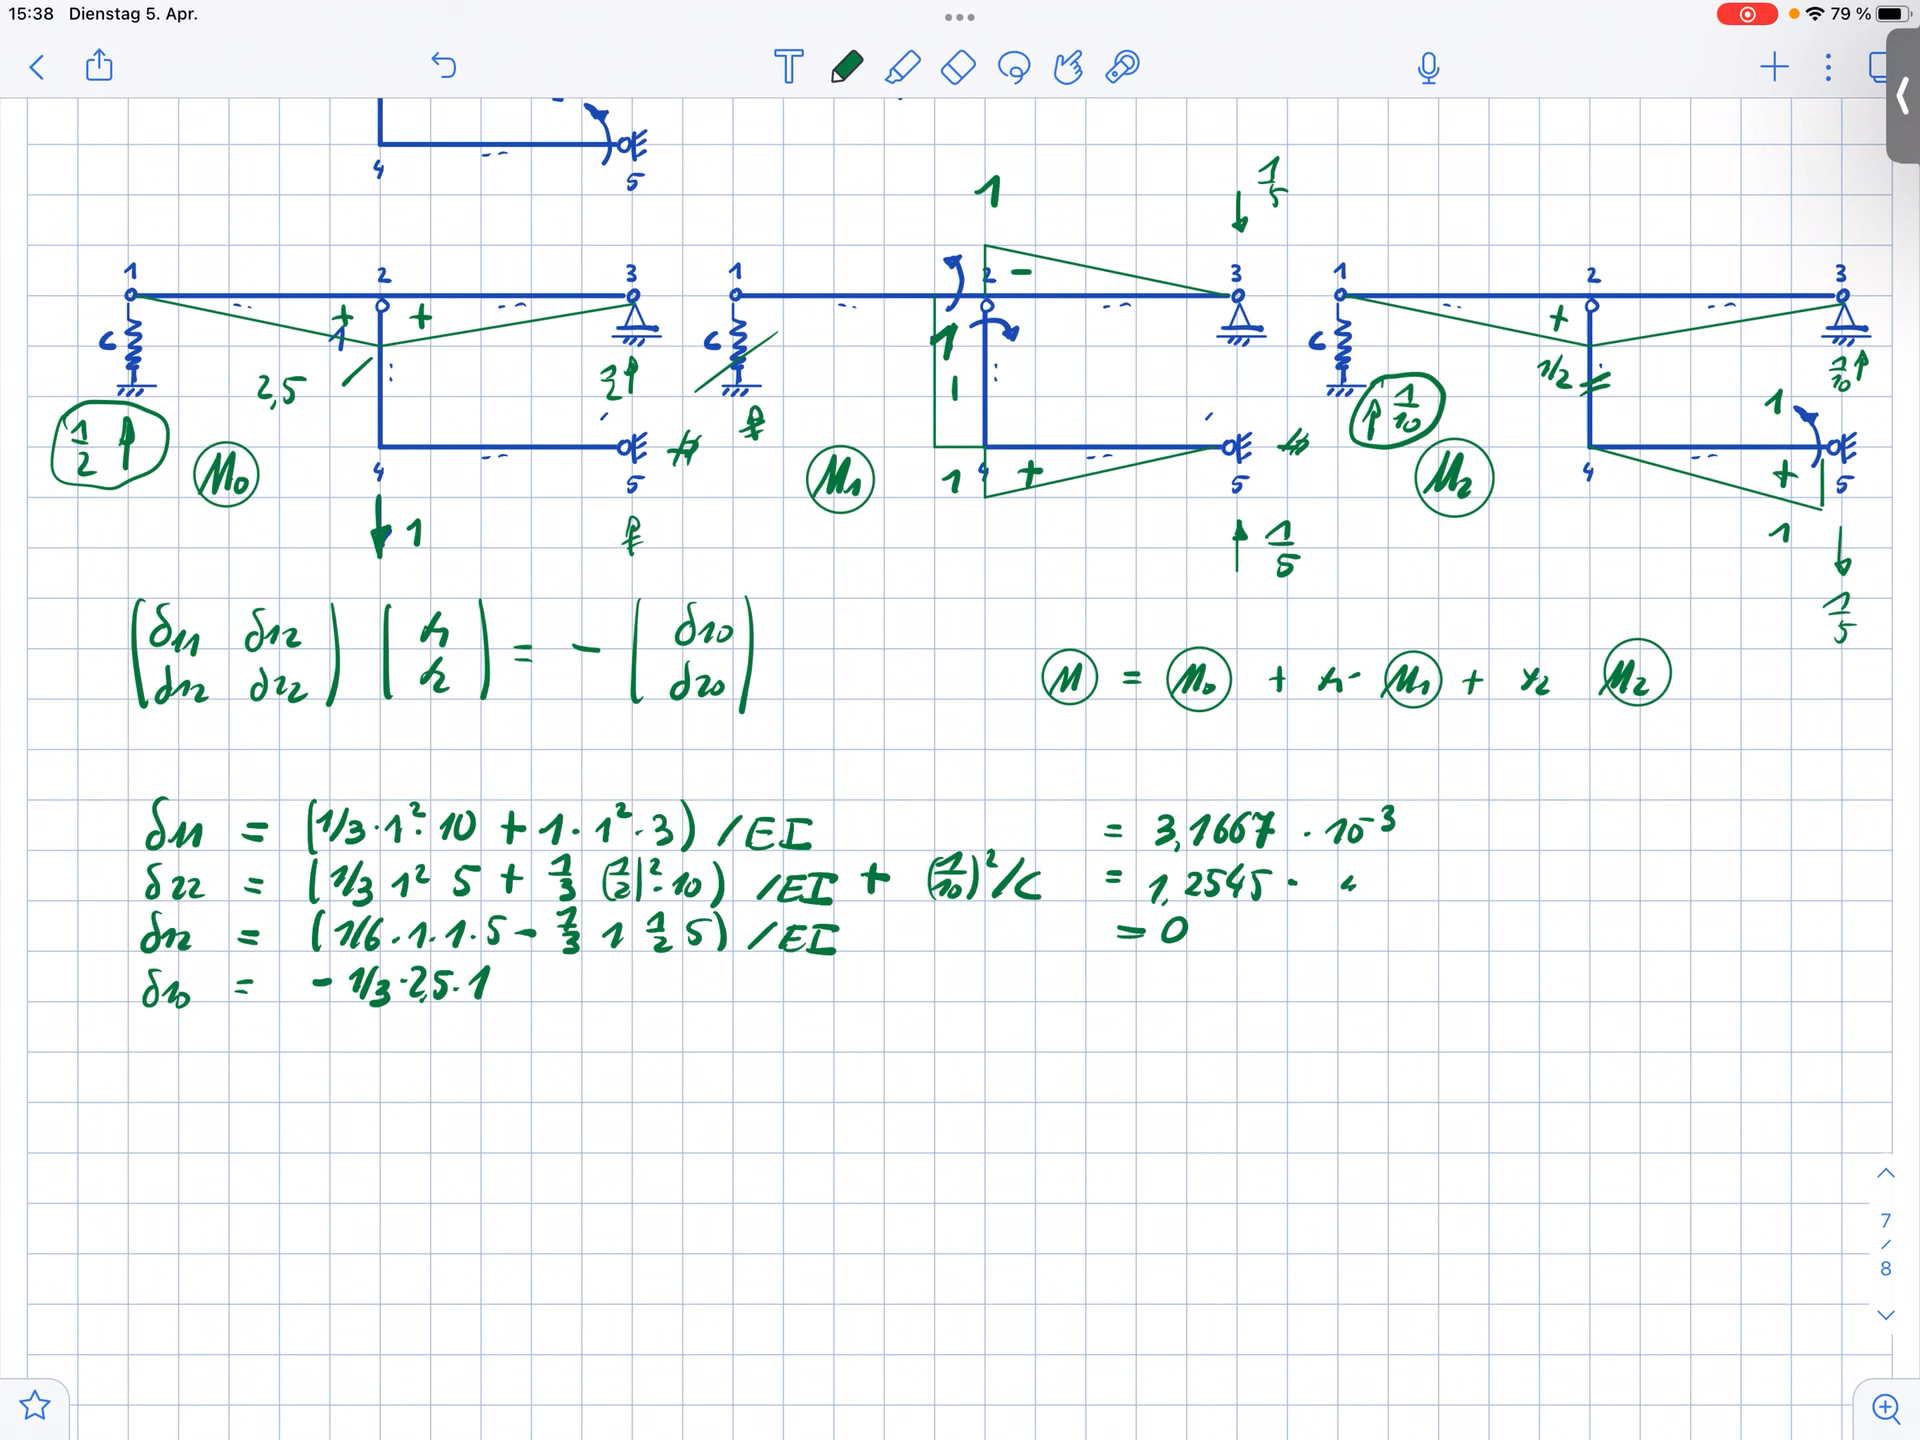 15:38 Dienstag 5. Apr. 79 %
4
5
1
1/5
1 2 3 1 2 3 1 2 3
+ + - +
C 1 C 1 C
2,5 1/2 1/10
1/2 M0 1 M1 1/10 M2 1
4 5 1 4 + 5 4 + 5
1 1/5 1
1/5
( δ11 δ12 ) ( x1 ) = - ( δ10 )
( δ12 δ22 ) ( x2 ) ( δ20 )
M = M0 + x1 · M1 + x2 M2
δ11 = (1/3 · 1² · 10 + 1 · 1² · 3) /EI = 3,1667 · 10⁻³
δ22 = (1/3 1² 5 + 1/3 (1/2)² · 10) /EI + (1/10)²/C = 1,2545 · "
δ12 = (1/6 · 1 · 1 · 5 - 1/3 1 1/2 5) /EI = 0
δ10 = - 1/3 · 2,5 · 1
7
/
8